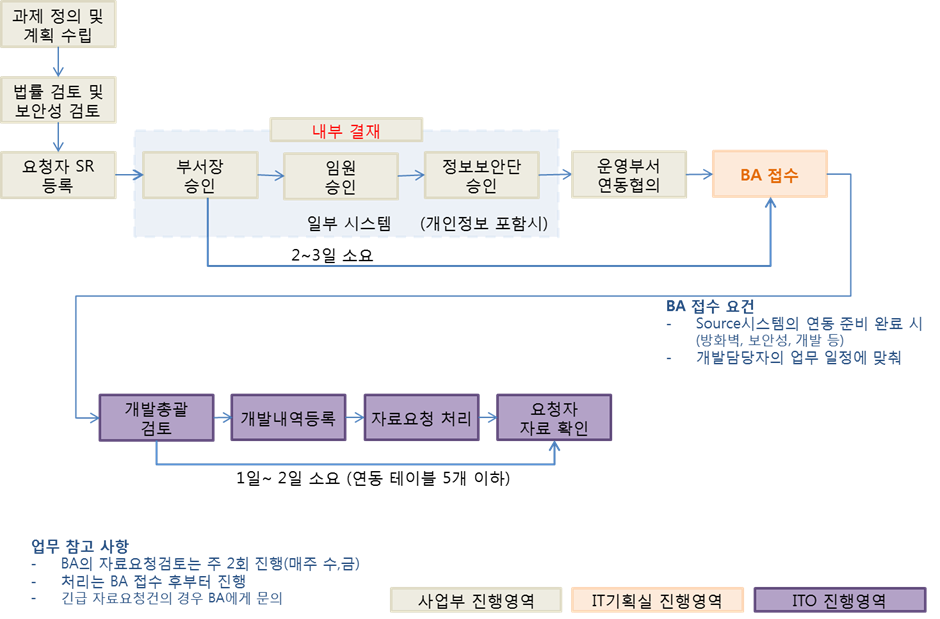 과제 정의 및
계획 수립
법률 검토 및
보안성 검토
요청자 SR
등록
내부 결재
부서장
승인
임원
승인
정보보안단
승인
일부 시스템
(개인정보 포함시)
운영부서
연동협의
BA 접수
2~3일 소요
BA 접수 요건
- Source시스템의 연동 준비 완료 시
(방화벽, 보안성, 개발 등)
- 개발담당자의 업무 일정에 맞춰
개발총괄
검토
개발내역등록
자료요청 처리
요청자
자료 확인
1일~ 2일 소요 (연동 테이블 5개 이하)
업무 참고 사항
- BA의 자료요청검토는 주 2회 진행(매주 수,금)
- 처리는 BA 접수 후부터 진행
- 긴급 자료요청건의 경우 BA에게 문의
사업부 진행영역
IT기획실 진행영역
ITO 진행영역